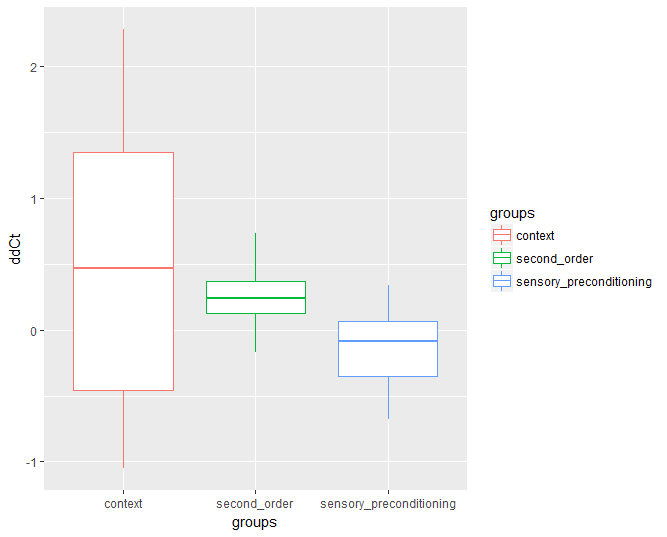 ddCt
2
1
0
-1
context
second_order
sensory_preconditioning
groups
groups
context
second_order
sensory_preconditioning